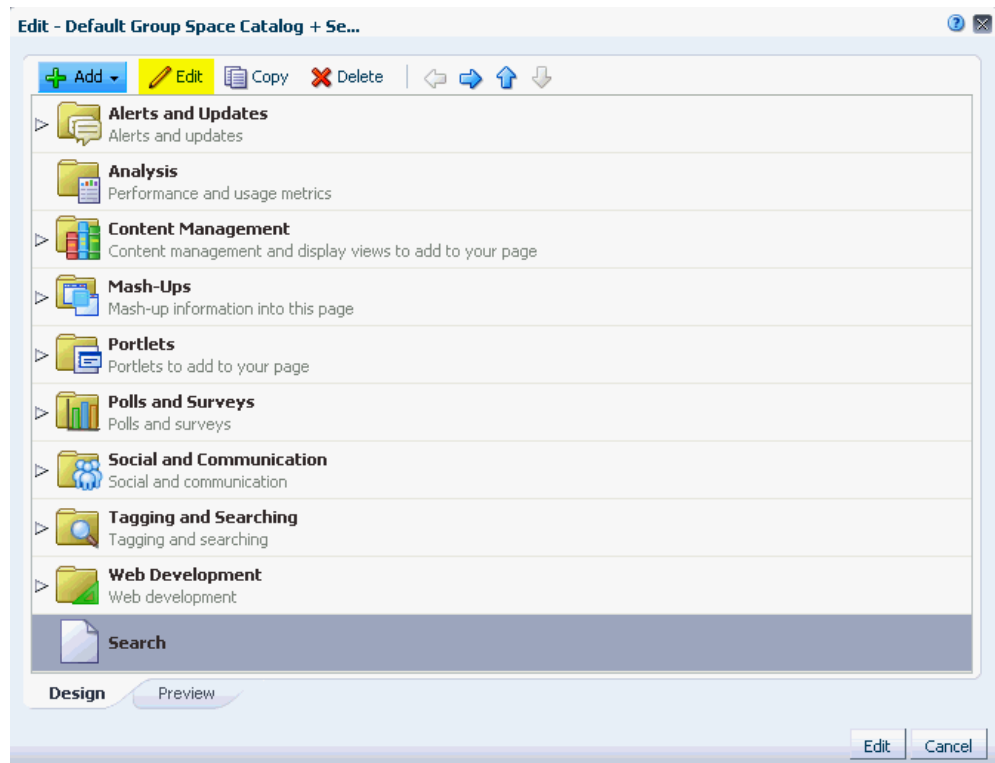 Edit - Default Group Space Catalog + Se...
Add Edit Copy Delete
Alerts and Updates
Alerts and updates
Analysis
Performance and usage metrics
Content Management
Content management and display views to add to your page
Mash-Ups
Mash-up information into this page
Portlets
Portlets to add to your page
Polls and Surveys
Polls and surveys
Social and Communication
Social and communication
Tagging and Searching
Tagging and searching
Web Development
Web development
Search
Design Preview
Edit Cancel